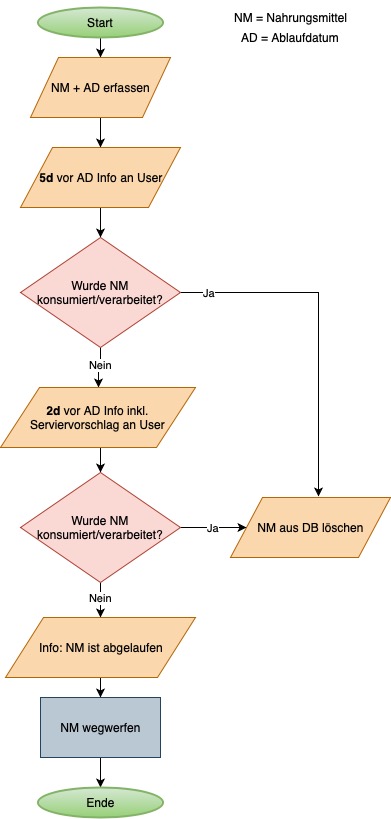 Start
NM = Nahrungsmittel
AD = Ablaufdatum
NM + AD erfassen
5d vor AD Info an User
Wurde NM
konsumiert/verarbeitet?
Ja
Nein
2d vor AD Info inkl.
Serviervorschlag an User
Wurde NM
konsumiert/verarbeitet?
Ja
NM aus DB löschen
Nein
Info: NM ist abgelaufen
NM wegwerfen
Ende